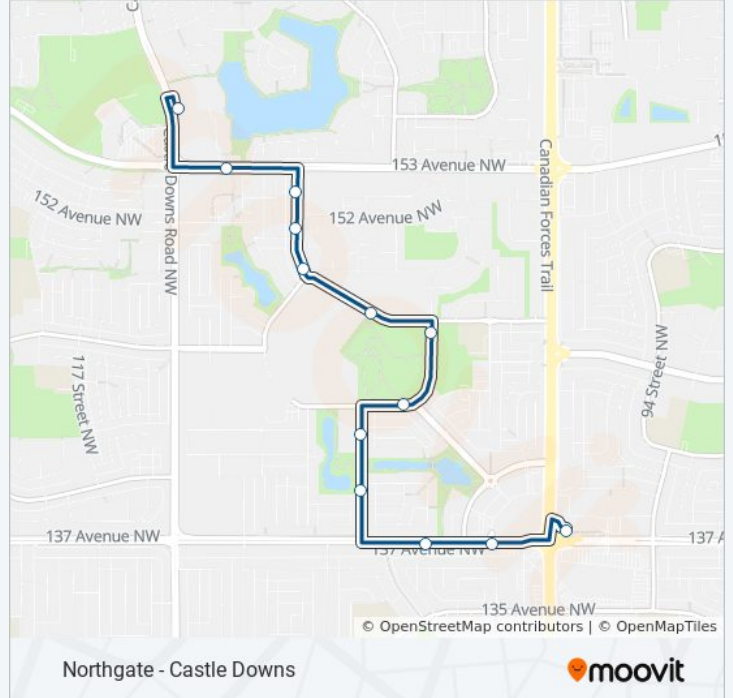 C
153 Avenue NW
152 Avenue NW
152 Avenue NW
Downs Road NW
Canadian Forces Trail
117 Street NW
94 Street NW
137 Avenue NW
137 Avenue NW
137 A
135 Avenue NW
© OpenStreetMap contributors | © OpenMapTiles
Northgate - Castle Downs
moovit